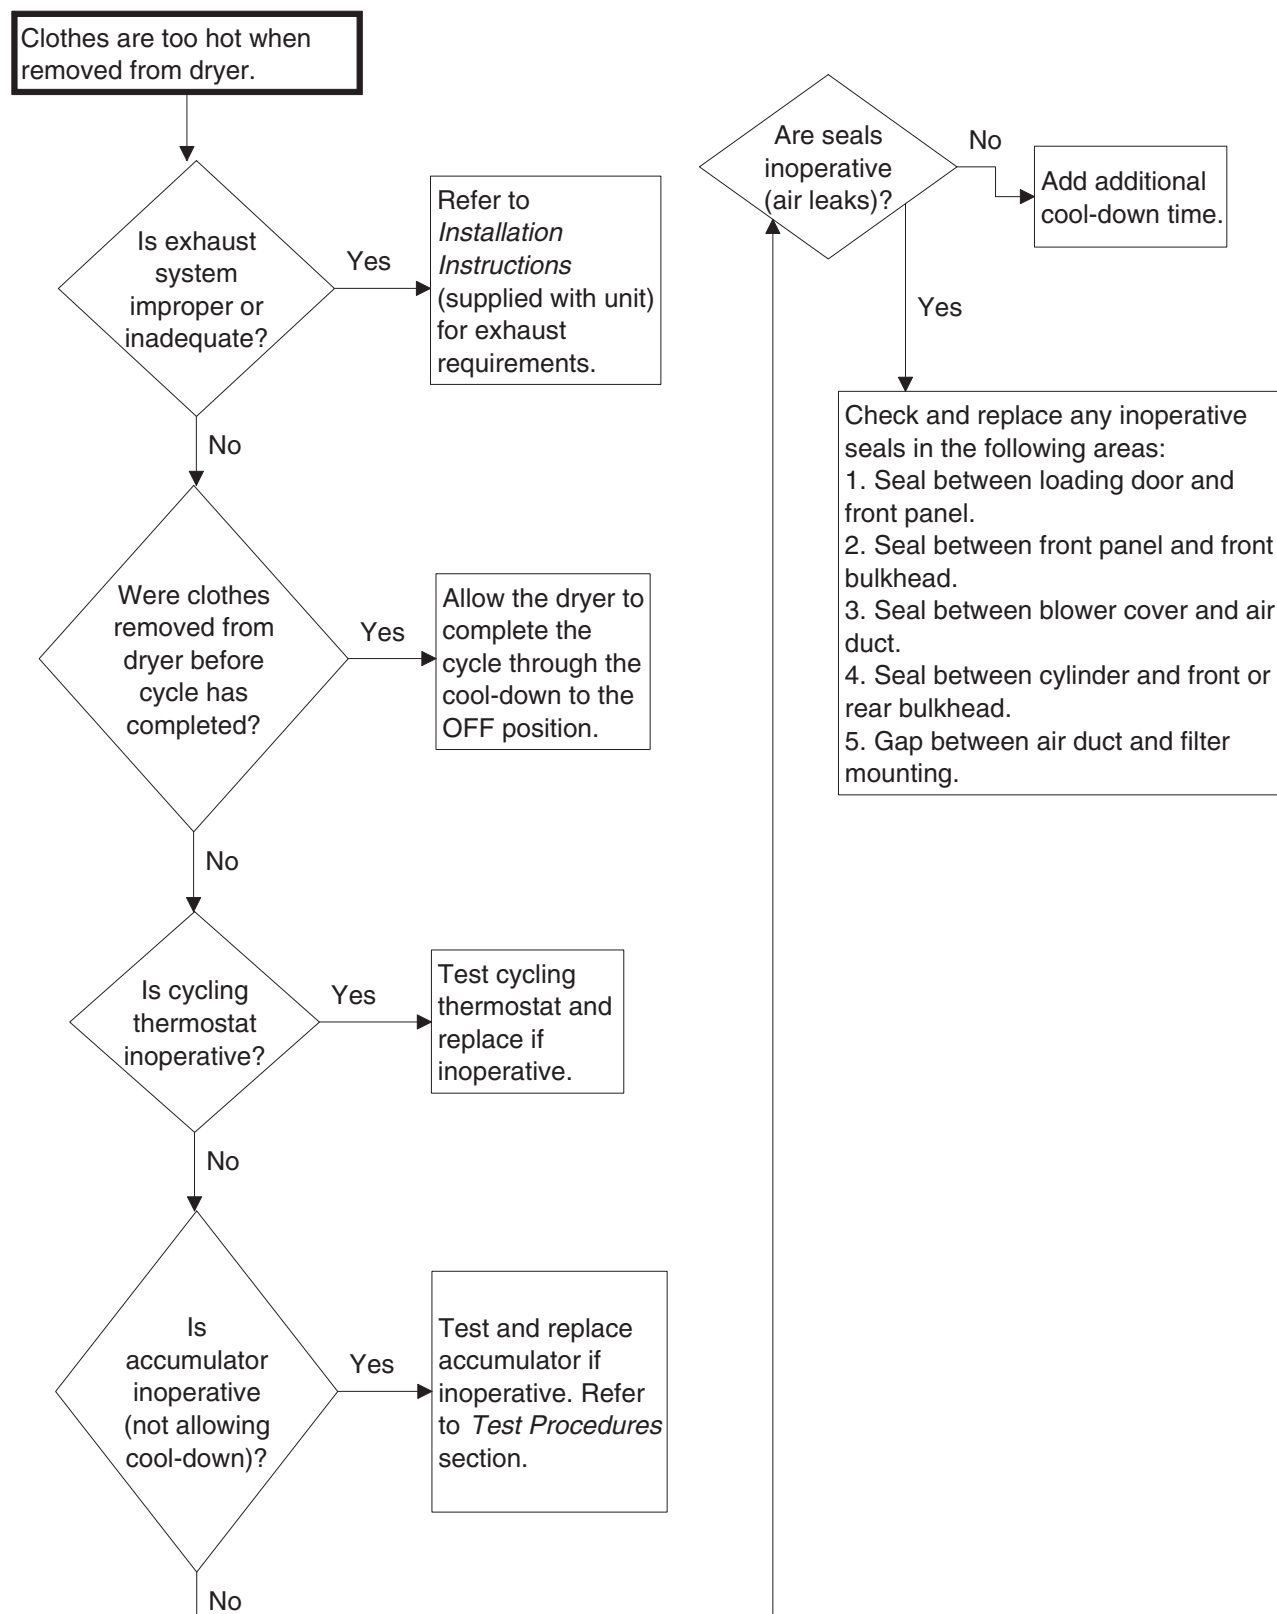 Clothes are too hot when
removed from dryer.
Is exhaust
system
improper or
inadequate?
Yes
Refer to
Installation
Instructions
(supplied with unit)
for exhaust
requirements.
No
Were clothes
removed from
dryer before
cycle has
completed?
Yes
Allow the dryer to
complete the
cycle through the
cool-down to the
OFF position.
No
Is cycling
thermostat
inoperative?
Yes
Test cycling
thermostat and
replace if
inoperative.
No
Is
accumulator
inoperative
(not allowing
cool-down)?
Yes
Test and replace
accumulator if
inoperative. Refer
to Test Procedures
section.
No
Are seals
inoperative
(air leaks)?
No
Add additional
cool-down time.
Yes
Check and replace any inoperative
seals in the following areas:
1. Seal between loading door and
front panel.
2. Seal between front panel and front
bulkhead.
3. Seal between blower cover and air
duct.
4. Seal between cylinder and front or
rear bulkhead.
5. Gap between air duct and filter
mounting.